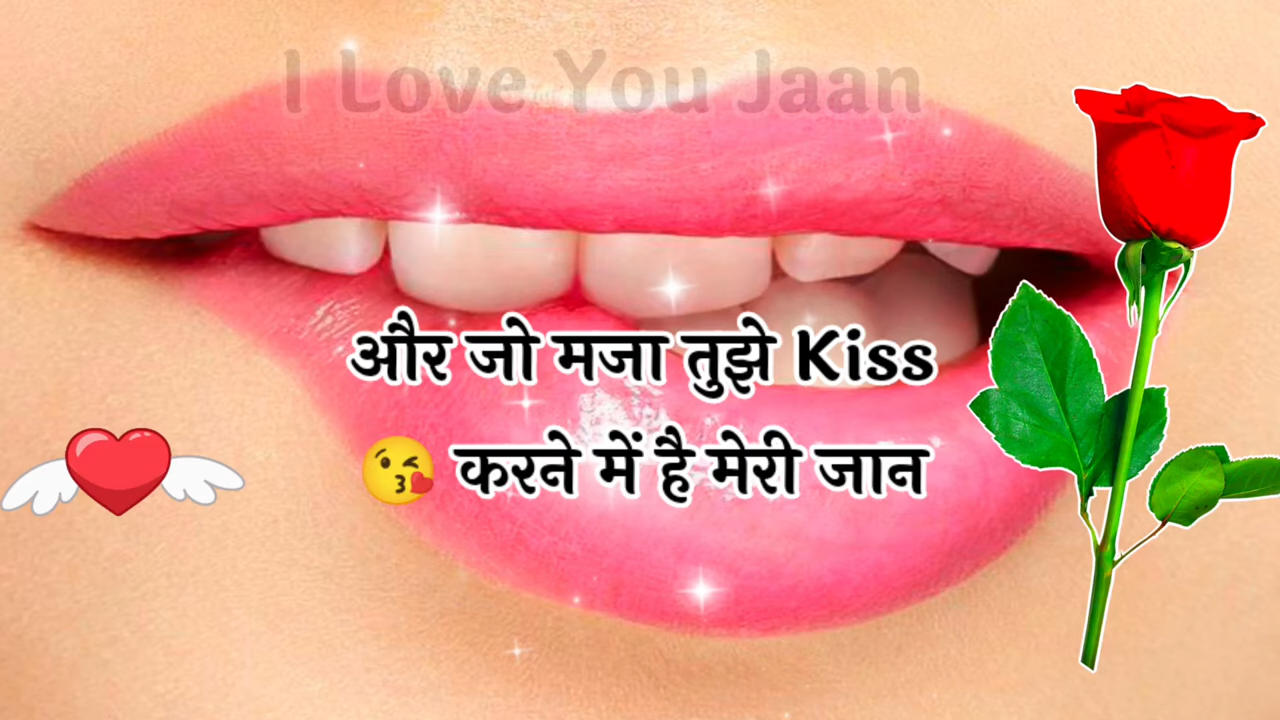 I Love You Jaan
और जो मजा तुझे Kiss
😘 करने में है मेरी जान